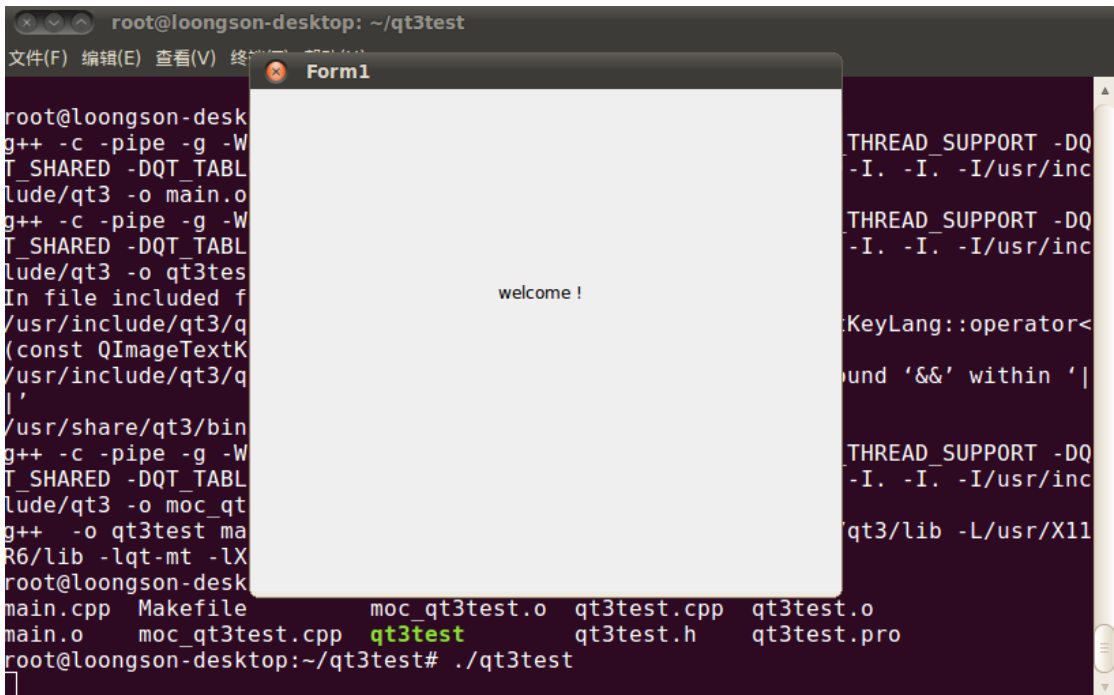 root@loongson-desktop: ~/qt3test
文件(F) 编辑(E) 查看(V)
Form1
root@loongson-desk
g++ -c -pipe -g -W THREAD_SUPPORT -DQ
T_SHARED -DQT_TABL -I. -I. -I/usr/inc
lude/qt3 -o main.o
g++ -c -pipe -g -W THREAD_SUPPORT -DQ
T_SHARED -DQT_TABL -I. -I. -I/usr/inc
lude/qt3 -o qt3tes
In file included f
welcome !
/usr/include/qt3/q KeyLang::operator<
(const QImageTextK
/usr/include/qt3/q und ‘&&’ within ‘|
|’
/usr/share/qt3/bin
g++ -c -pipe -g -W THREAD_SUPPORT -DQ
T_SHARED -DQT_TABL -I. -I. -I/usr/inc
lude/qt3 -o moc_qt
g++  -o qt3test ma /qt3/lib -L/usr/X11
R6/lib -lqt-mt -lX
root@loongson-desk
main.cpp  Makefile  moc_qt3test.o  qt3test.cpp  qt3test.o
main.o  moc_qt3test.cpp  qt3test  qt3test.h  qt3test.pro
root@loongson-desktop:~/qt3test# ./qt3test